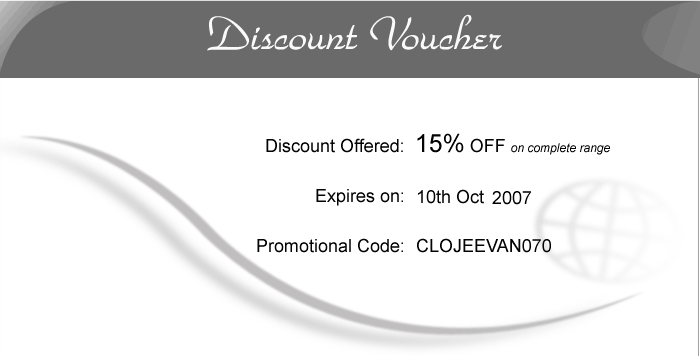 Discount Voucher
Discount Offered: 15% OFF on complete range
Expires on: 10th Oct 2007
Promotional Code: CLOJEEVAN070